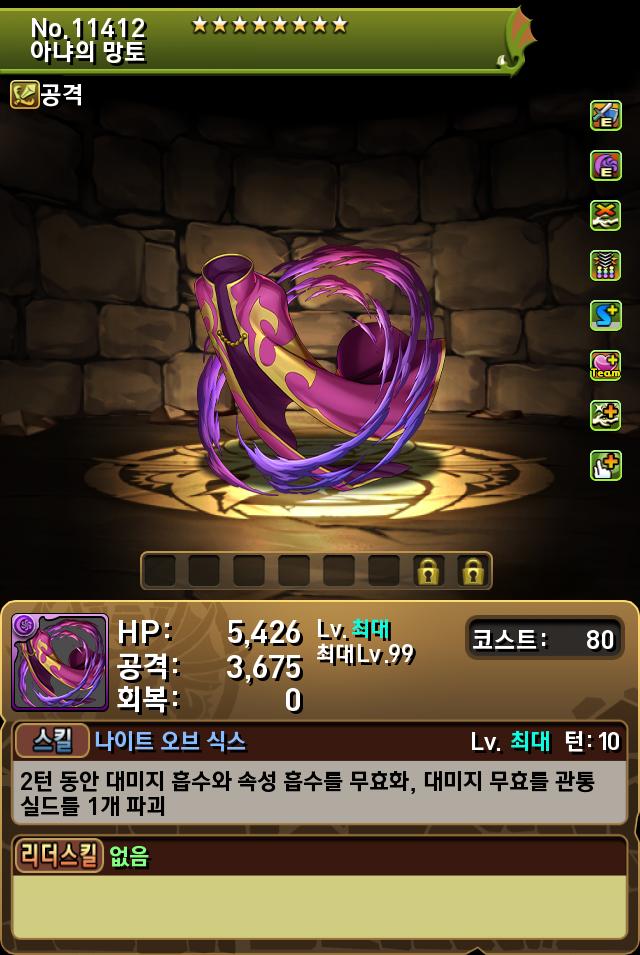 No.11412
아냐의 망토
공격
E
E
Team
HP: 5,426
공격: 3,675
회복: 0
Lv.최대
최대Lv.99
코스트: 80
스킬 나이트 오브 식스 Lv. 최대 턴:10
2턴 동안 대미지 흡수와 속성 흡수를 무효화, 대미지 무효를 관통
실드를 1개 파괴
리더스킬 없음